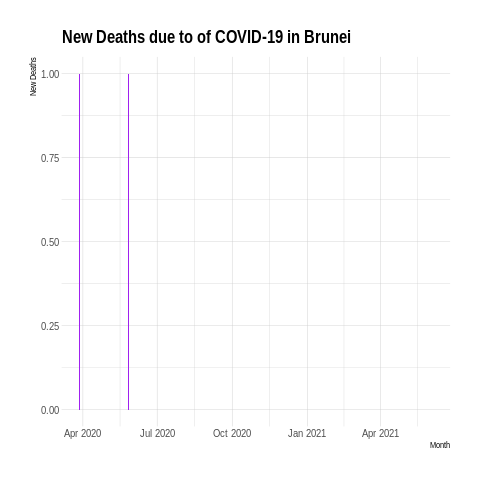 New Deaths due to of COVID-19 in Brunei
New Deaths
1.00
0.75
0.50
0.25
0.00
Apr 2020 Jul 2020 Oct 2020 Jan 2021 Apr 2021
Month